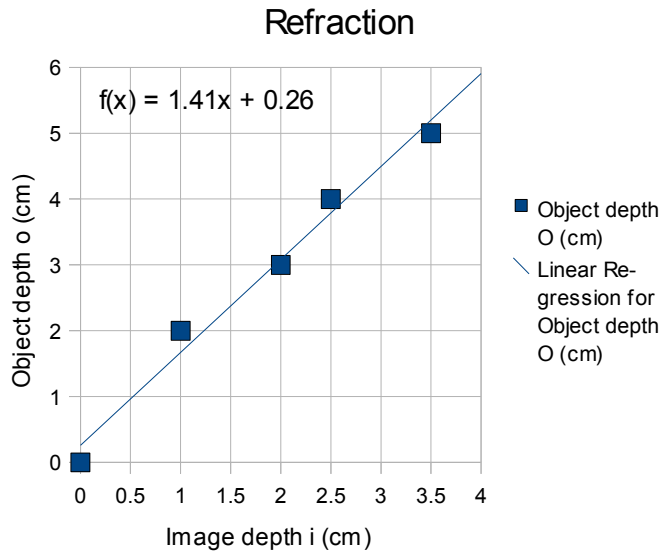 Refraction
f(x) = 1.41x + 0.26
6
5
4
3
2
1
0
Object depth o (cm)
0 0.5 1 1.5 2 2.5 3 3.5 4
Image depth i (cm)
Object depth
O (cm)
Linear Re-
gression for
Object depth
O (cm)